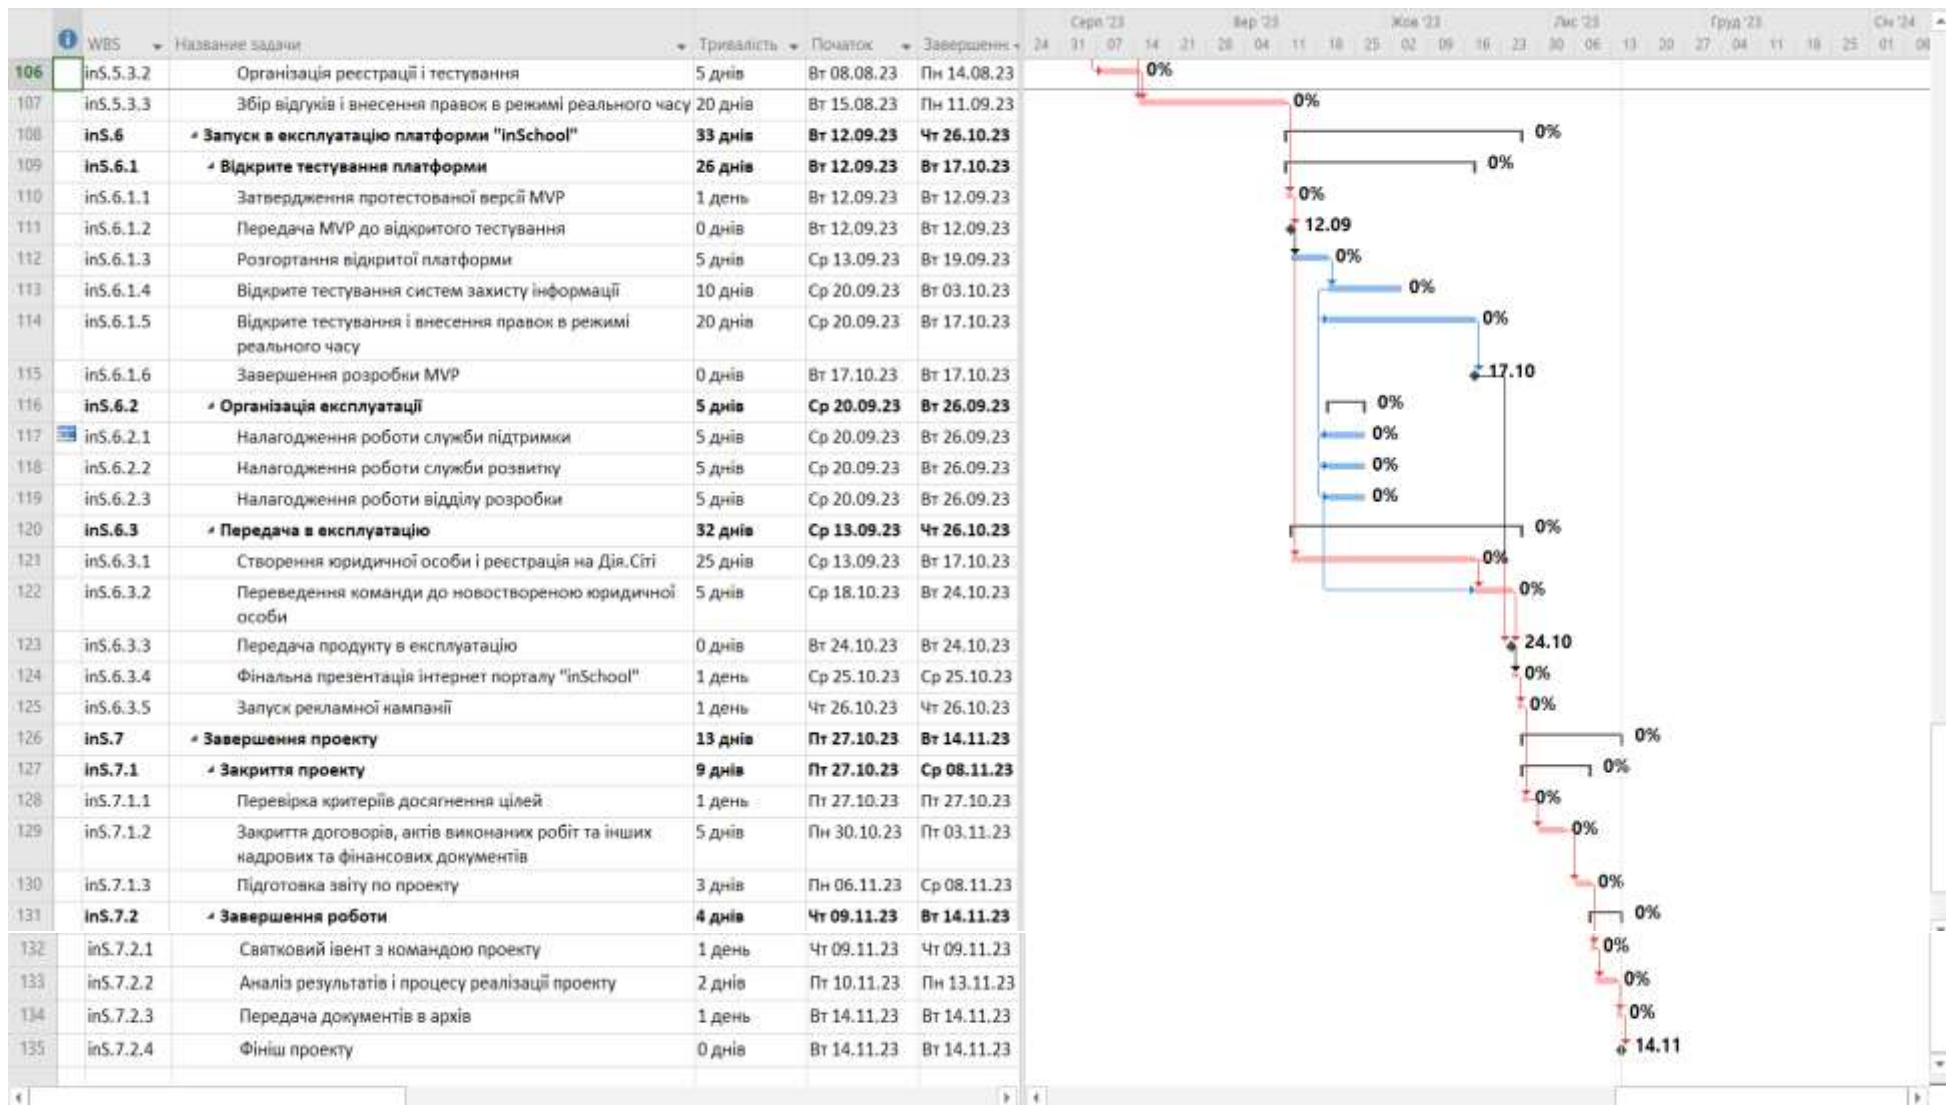 Серп '23 Вер '23 Жов '23 Лис '23 Груд '23 Січ '24
WBS Название задачи Тривалість Початок Завершенн 24 31 07 14 21 28 04 11 18 25 02 09 16 23 30 06 13 20 27 04 11 18 25 01 08
106 inS.5.3.2 Організація реєстрації і тестування 5 днів Вт 08.08.23 Пн 14.08.23 0%
107 inS.5.3.3 Збір відгуків і внесення правок в режимі реального часу 20 днів Вт 15.08.23 Пн 11.09.23 0%
108 inS.6 Запуск в експлуатацію платформи "inSchool" 33 днів Вт 12.09.23 Чт 26.10.23 0%
109 inS.6.1 Відкрите тестування платформи 26 днів Вт 12.09.23 Вт 17.10.23 0%
110 inS.6.1.1 Затвердження протестованої версії MVP 1 день Вт 12.09.23 Вт 12.09.23 0%
111 inS.6.1.2 Передача MVP до відкритого тестування 0 днів Вт 12.09.23 Вт 12.09.23 12.09
112 inS.6.1.3 Розгортання відкритої платформи 5 днів Ср 13.09.23 Вт 19.09.23 0%
113 inS.6.1.4 Відкрите тестування систем захисту інформації 10 днів Ср 20.09.23 Вт 03.10.23 0%
114 inS.6.1.5 Відкрите тестування і внесення правок в режимі 20 днів Ср 20.09.23 Вт 17.10.23 0%
реального часу
115 inS.6.1.6 Завершення розробки MVP 0 днів Вт 17.10.23 Вт 17.10.23 17.10
116 inS.6.2 Організація експлуатації 5 днів Ср 20.09.23 Вт 26.09.23 0%
117 inS.6.2.1 Налагодження роботи служби підтримки 5 днів Ср 20.09.23 Вт 26.09.23 0%
118 inS.6.2.2 Налагодження роботи служби розвитку 5 днів Ср 20.09.23 Вт 26.09.23 0%
119 inS.6.2.3 Налагодження роботи відділу розробки 5 днів Ср 20.09.23 Вт 26.09.23 0%
120 inS.6.3 Передача в експлуатацію 32 днів Ср 13.09.23 Чт 26.10.23 0%
121 inS.6.3.1 Створення юридичної особи і реєстрація на Дія.Сіті 25 днів Ср 13.09.23 Вт 17.10.23 0%
122 inS.6.3.2 Переведення команди до новоствореною юридичної 5 днів Ср 18.10.23 Вт 24.10.23 0%
особи
123 inS.6.3.3 Передача продукту в експлуатацію 0 днів Вт 24.10.23 Вт 24.10.23 24.10
124 inS.6.3.4 Фінальна презентація інтернет порталу "inSchool" 1 день Ср 25.10.23 Ср 25.10.23 0%
125 inS.6.3.5 Запуск рекламної кампанії 1 день Чт 26.10.23 Чт 26.10.23 0%
126 inS.7 Завершення проекту 13 днів Пт 27.10.23 Вт 14.11.23 0%
127 inS.7.1 Закриття проекту 9 днів Пт 27.10.23 Ср 08.11.23 0%
128 inS.7.1.1 Перевірка критеріїв досягнення цілей 1 день Пт 27.10.23 Пт 27.10.23 0%
129 inS.7.1.2 Закриття договорів, актів виконаних робіт та інших 5 днів Пн 30.10.23 Пт 03.11.23 0%
кадрових та фінансових документів
130 inS.7.1.3 Підготовка звіту по проекту 3 днів Пн 06.11.23 Ср 08.11.23 0%
131 inS.7.2 Завершення роботи 4 днів Чт 09.11.23 Вт 14.11.23 0%
132 inS.7.2.1 Святковий івент з командою проекту 1 день Чт 09.11.23 Чт 09.11.23 0%
133 inS.7.2.2 Аналіз результатів і процесу реалізації проекту 2 днів Пт 10.11.23 Пн 13.11.23 0%
134 inS.7.2.3 Передача документів в архів 1 день Вт 14.11.23 Вт 14.11.23 0%
135 inS.7.2.4 Фініш проекту 0 днів Вт 14.11.23 Вт 14.11.23 14.11